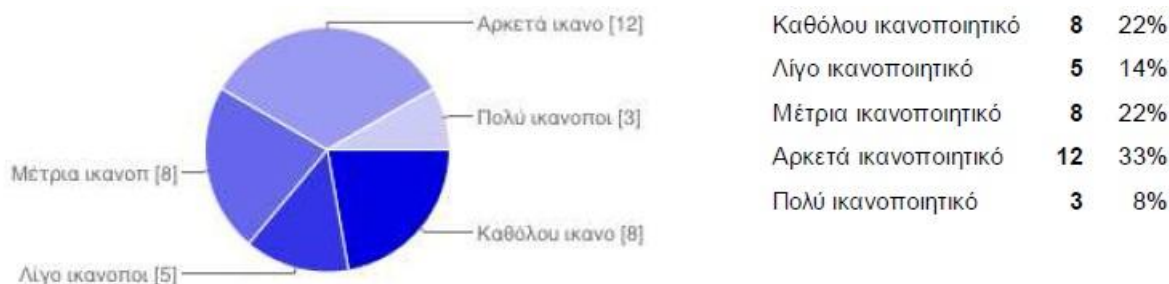 Αρκετά ικανο [12]
Πολύ ικανοποι [3]
Μέτρια ικανοπ [8]
Καθόλου ικανο [8]
Λίγο ικανοποι [5]
Καθόλου ικανοποιητικό 8 22%
Λίγο ικανοποιητικό 5 14%
Μέτρια ικανοποιητικό 8 22%
Αρκετά ικανοποιητικό 12 33%
Πολύ ικανοποιητικό 3 8%